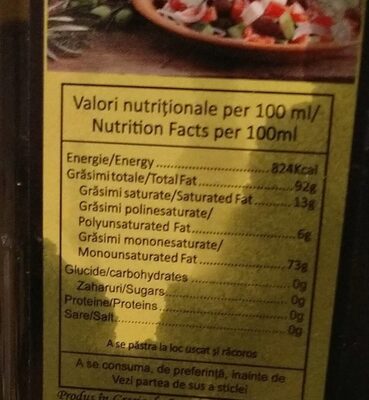 Valori nutriționale per 100 ml/
Nutrition Facts per 100ml
Energie/Energy ........................ 824Kcal
Grăsimi totale/Total Fat ........................ 92g
Grăsimi saturate/Saturated Fat .... 13g
Grăsimi polinesaturate/
Polyunsaturated Fat ........................ 6g
Grăsimi mononesaturate/
Monounsaturated Fat ........................ 73g
Glucide/carbohydrates ........................ 0g
Zaharuri/Sugars ........................ 0g
Proteine/Proteins ........................ 0g
Sare/Salt ........................ 0g
A se păstra la loc uscat și răcoros
A se consuma, de preferință, înainte de
Vezi partea de sus a sticlei
Produs în